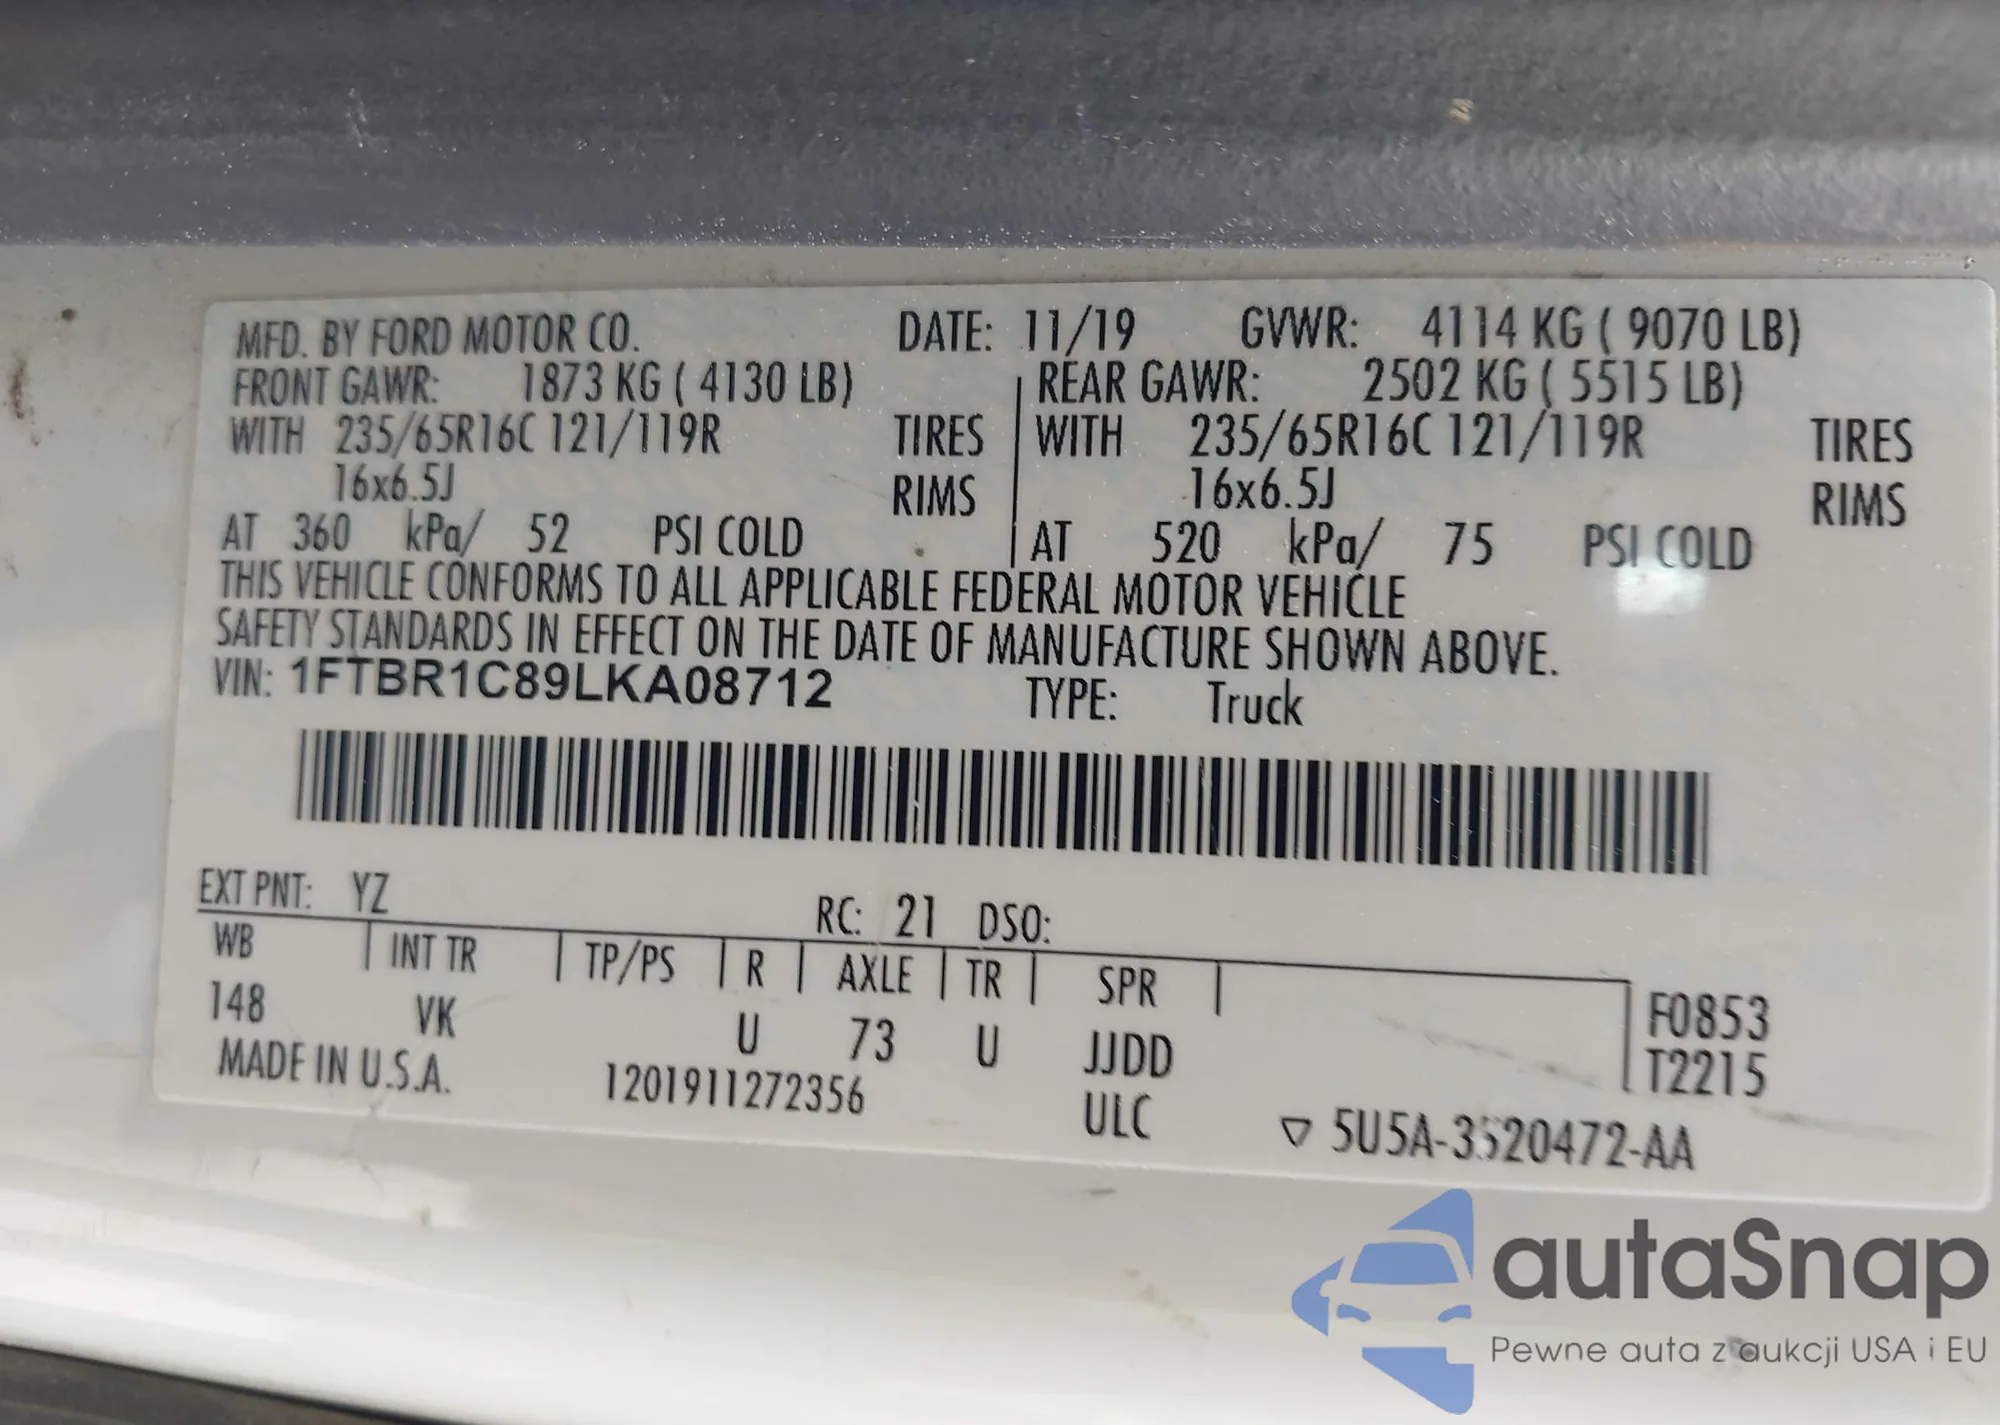 MFD. BY FORD MOTOR CO. DATE: 11/19 GVWR: 4114 KG ( 9070 LB)
FRONT GAWR: 1873 KG ( 4130 LB) REAR GAWR: 2502 KG ( 5515 LB)
WITH 235/65R16C 121/119R TIRES WITH 235/65R16C 121/119R TIRES
16x6.5J RIMS 16x6.5J RIMS
AT 360 kPa/ 52 PSI COLD AT 520 kPa/ 75 PSI COLD
THIS VEHICLE CONFORMS TO ALL APPLICABLE FEDERAL MOTOR VEHICLE
SAFETY STANDARDS IN EFFECT ON THE DATE OF MANUFACTURE SHOWN ABOVE.
VIN: 1FTBR1C89LKA08712 TYPE: Truck
EXT PNT: YZ RC: 21 DSO:
WB INT TR TP/PS R AXLE TR SPR
148 VK U 73 U JJDD
F0853
T2215
MADE IN U.S.A. 1201911272356 ULC
▽ 5U5A-3520472-AA
autaSnap
Pewne auta z aukcji USA i EU